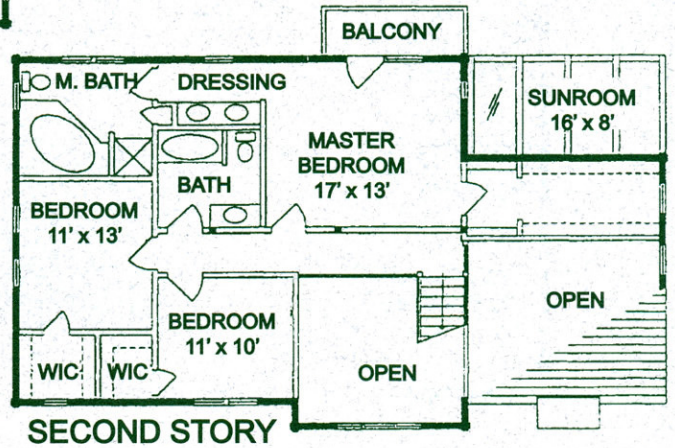 BALCONY
M. BATH
DRESSING
SUNROOM
16' x 8'
MASTER
BEDROOM
17' x 13'
BATH
BEDROOM
11' x 13'
OPEN
BEDROOM
11' x 10'
WIC
WIC
OPEN
SECOND STORY